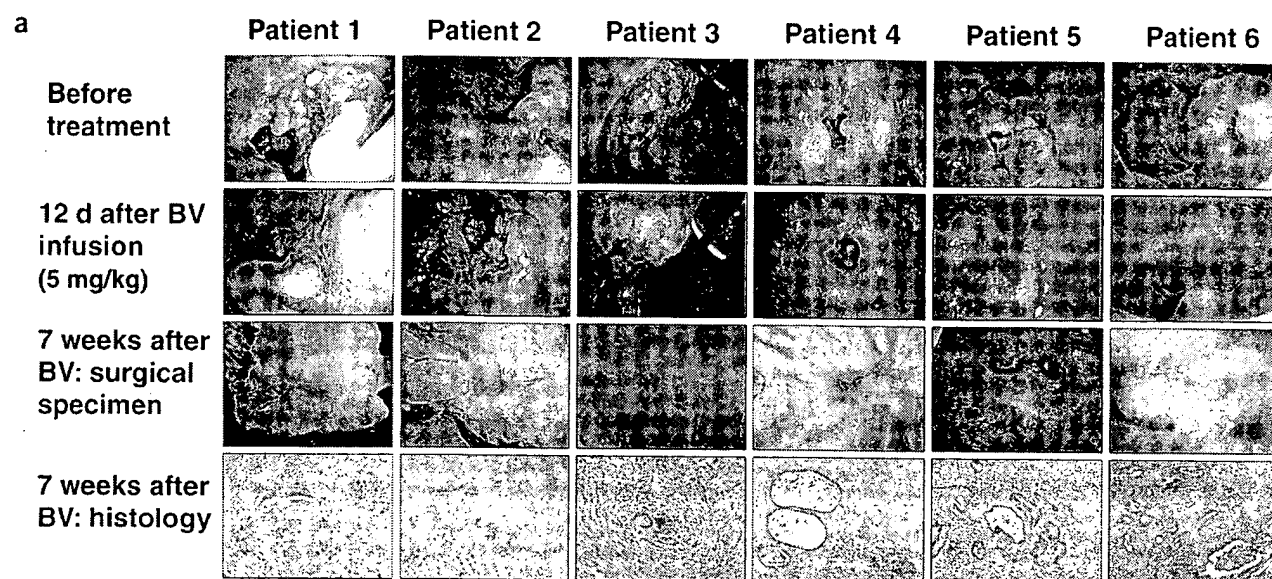 a
Patient 1 Patient 2 Patient 3 Patient 4 Patient 5 Patient 6
Before
treatment
12 d after BV
infusion
(5 mg/kg)
7 weeks after
BV: surgical
specimen
7 weeks after
BV: histology